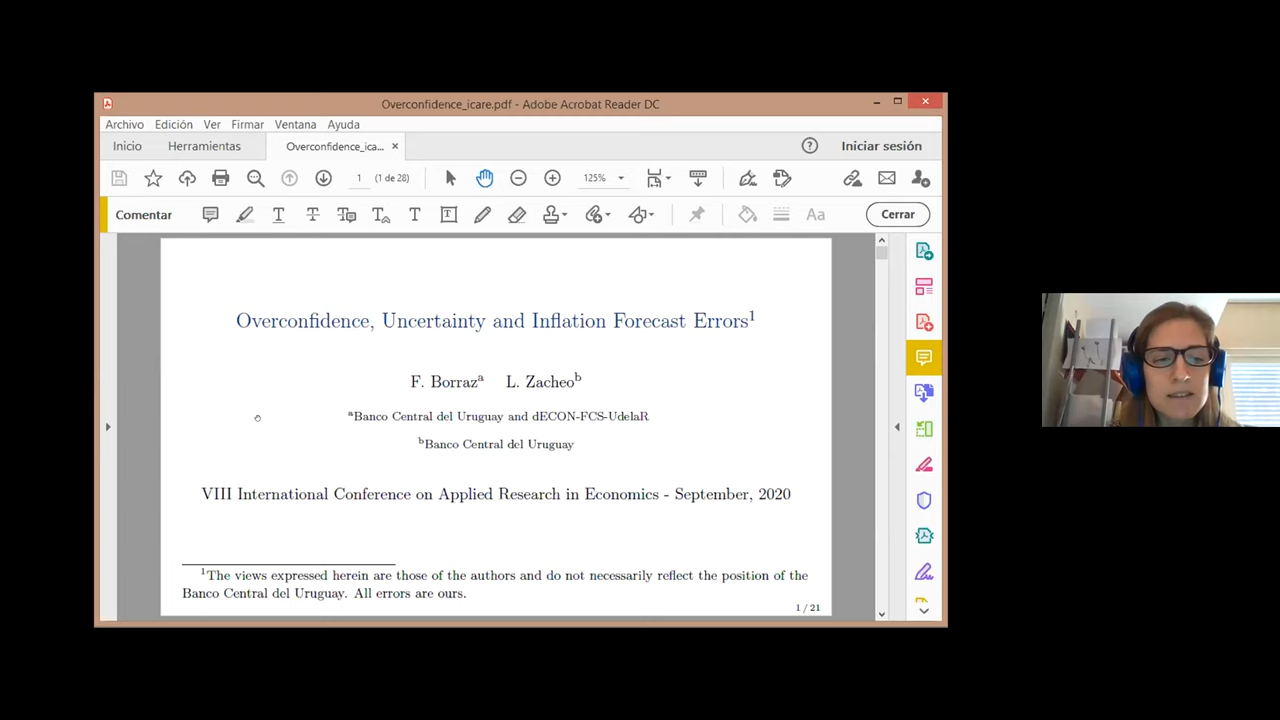 Overconfidence_icare.pdf - Adobe Acrobat Reader DC
Archivo Edición Ver Firmar Ventana Ayuda
Inicio Herramientas Overconfidence_ica... × Iniciar sesión
1 (1 de 28) 125%
Comentar Aa Cerrar
Overconfidence, Uncertainty and Inflation Forecast Errors¹
F. Borrazᵃ L. Zacheoᵇ
ᵃBanco Central del Uruguay and dECON-FCS-UdelaR
ᵇBanco Central del Uruguay
VIII International Conference on Applied Research in Economics - September, 2020
¹The views expressed herein are those of the authors and do not necessarily reflect the position of the
Banco Central del Uruguay. All errors are ours.
1 / 21